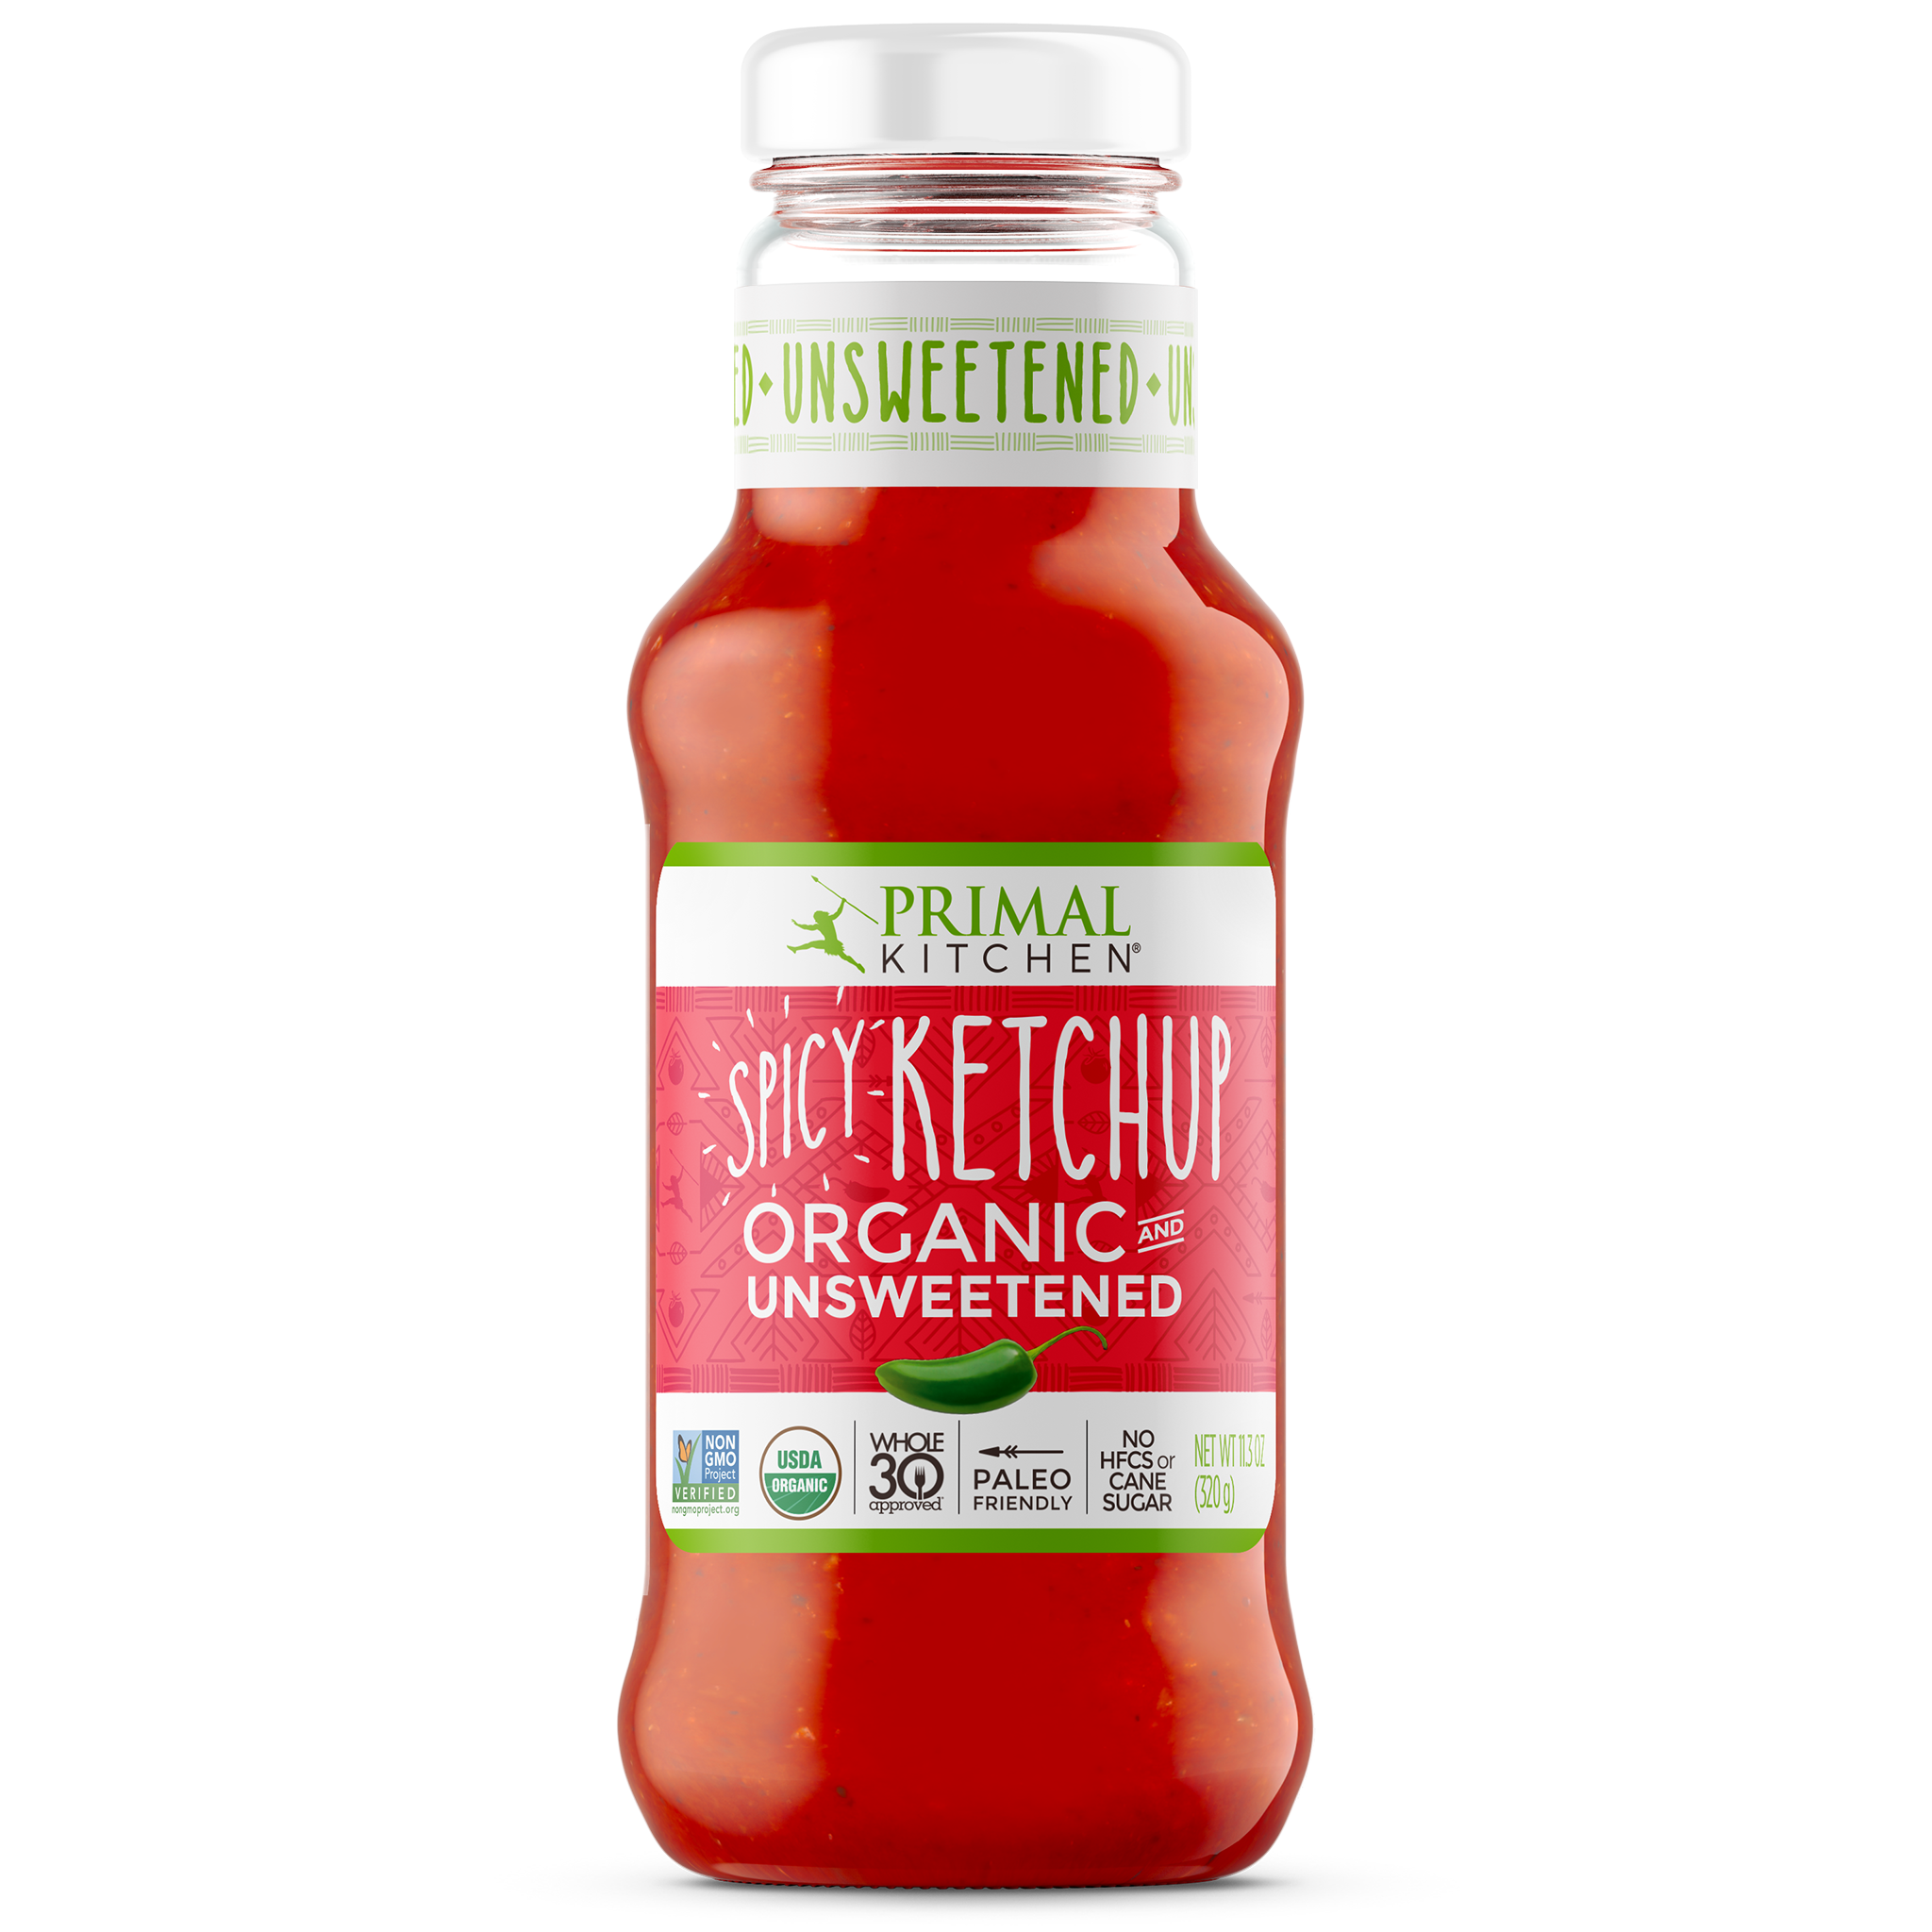 ED • UNSWEETENED • UN
PRIMAL
KITCHEN®
SPICY KETCHUP
ORGANIC AND
UNSWEETENED
NON
GMO
Project
VERIFIED
nongmoproject.org
USDA
ORGANIC
WHOLE
30
approved
PALEO
FRIENDLY
NO
HFCS or
CANE
SUGAR
NET WT 11.3 OZ
(320 g)